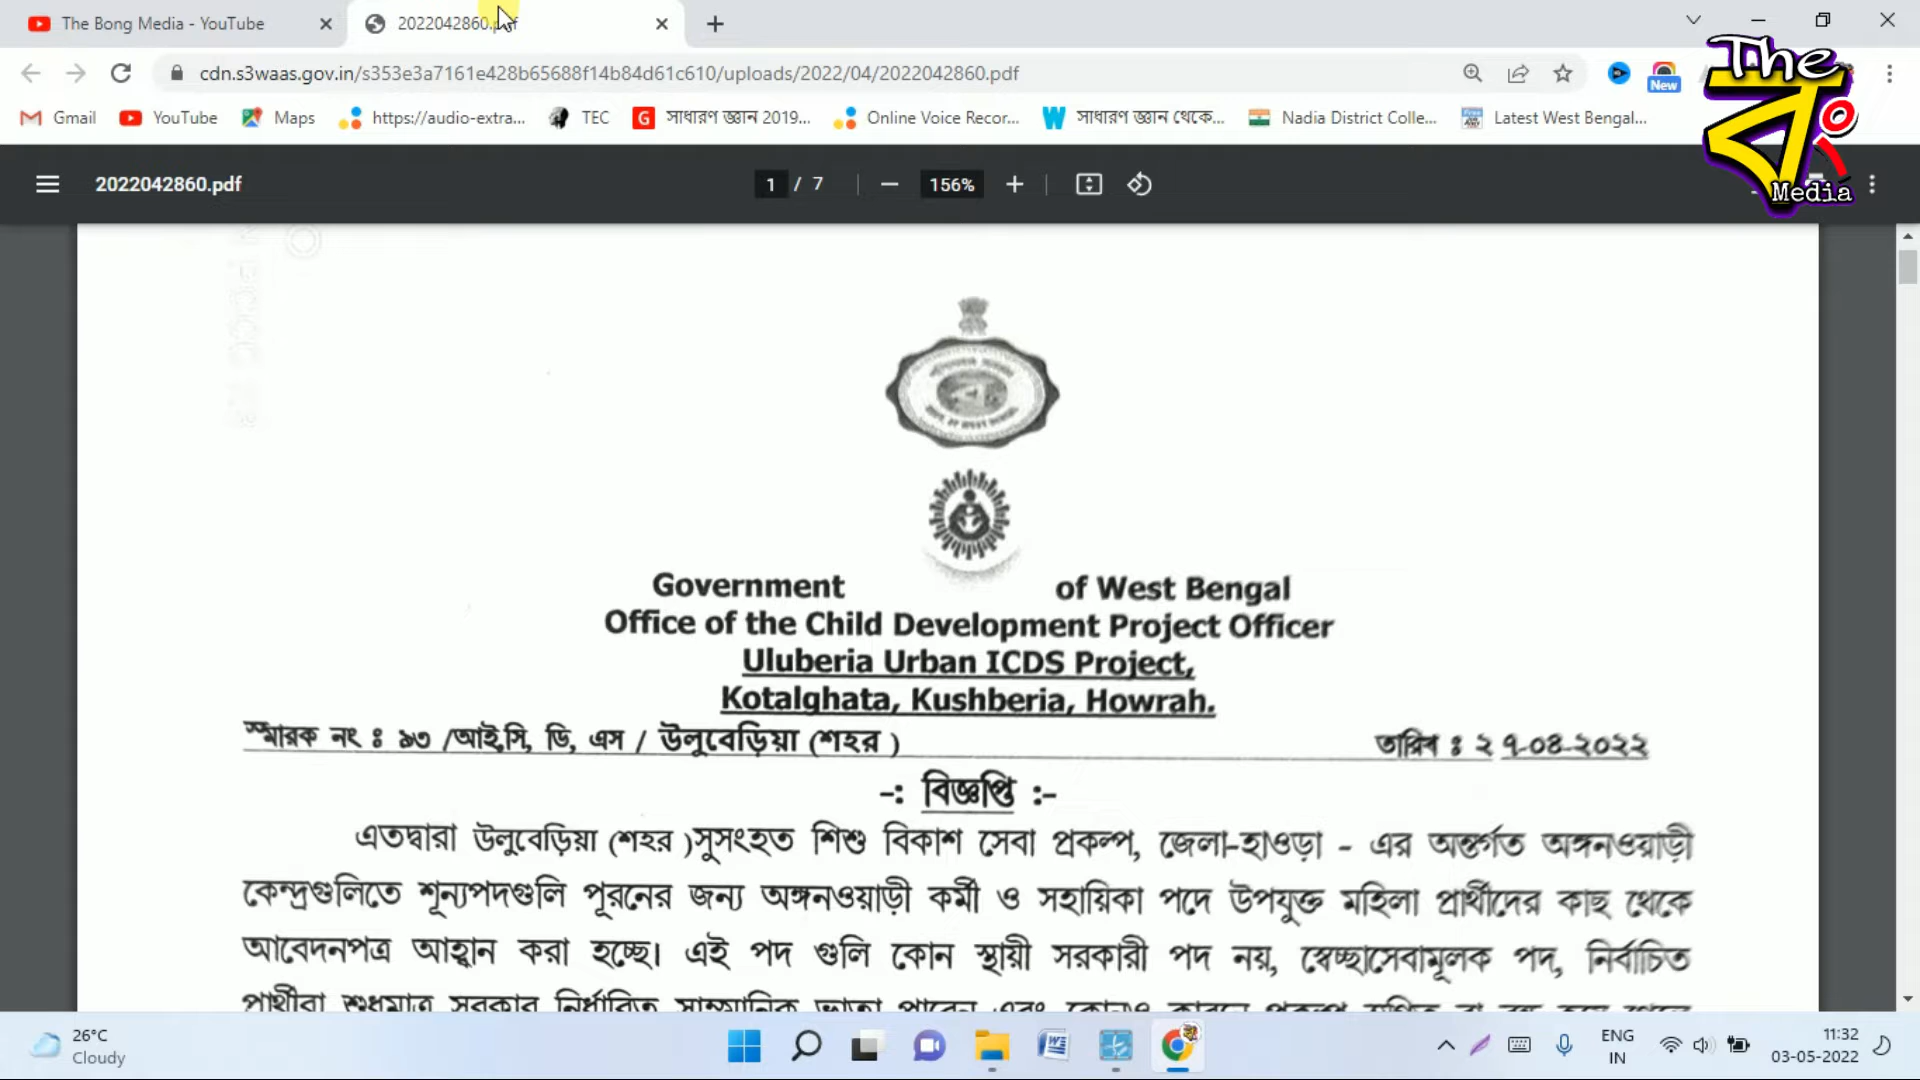 The Bong Media - YouTube
2022042860.pdf
cdn.s3waas.gov.in/s353e3a7161e428b65688f14b84d61c610/uploads/2022/04/2022042860.pdf
New
The
বং
Media
Gmail
YouTube
Maps
https://audio-extra...
TEC
সাধারণ জ্ঞান 2019...
Online Voice Recor...
সাধারণ জ্ঞান থেকে...
Nadia District Colle...
Latest West Bengal...
2022042860.pdf
1 / 7
156%
Government of West Bengal
Office of the Child Development Project Officer
Uluberia Urban ICDS Project,
Kotalghata, Kushberia, Howrah.
স্মারক নং ঃ ৯৩ /আই,সি, ডি, এস / উলুবেড়িয়া (শহর ) তারিখ ঃ ২ ৭-০৪-২০২২
-: বিজ্ঞপ্তি :-
এতদ্বারা উলুবেড়িয়া (শহর )সুসংহত শিশু বিকাশ সেবা প্রকল্প, জেলা-হাওড়া - এর অন্তর্গত অঙ্গনওয়াড়ী
কেন্দ্রগুলিতে শূন্যপদগুলি পূরনের জন্য অঙ্গনওয়াড়ী কর্মী ও সহায়িকা পদে উপযুক্ত মহিলা প্রার্থীদের কাছ থেকে
আবেদনপত্র আহ্বান করা হচ্ছে। এই পদ গুলি কোন স্থায়ী সরকারী পদ নয়, স্বেচ্ছাসেবামূলক পদ, নির্বাচিত
প্রার্থীরা শুধুমাত্র সরকার নির্ধারিত সাম্মানিক ভাতা পাবেন এবং
26°C
Cloudy
ENG
IN
11:32
03-05-2022